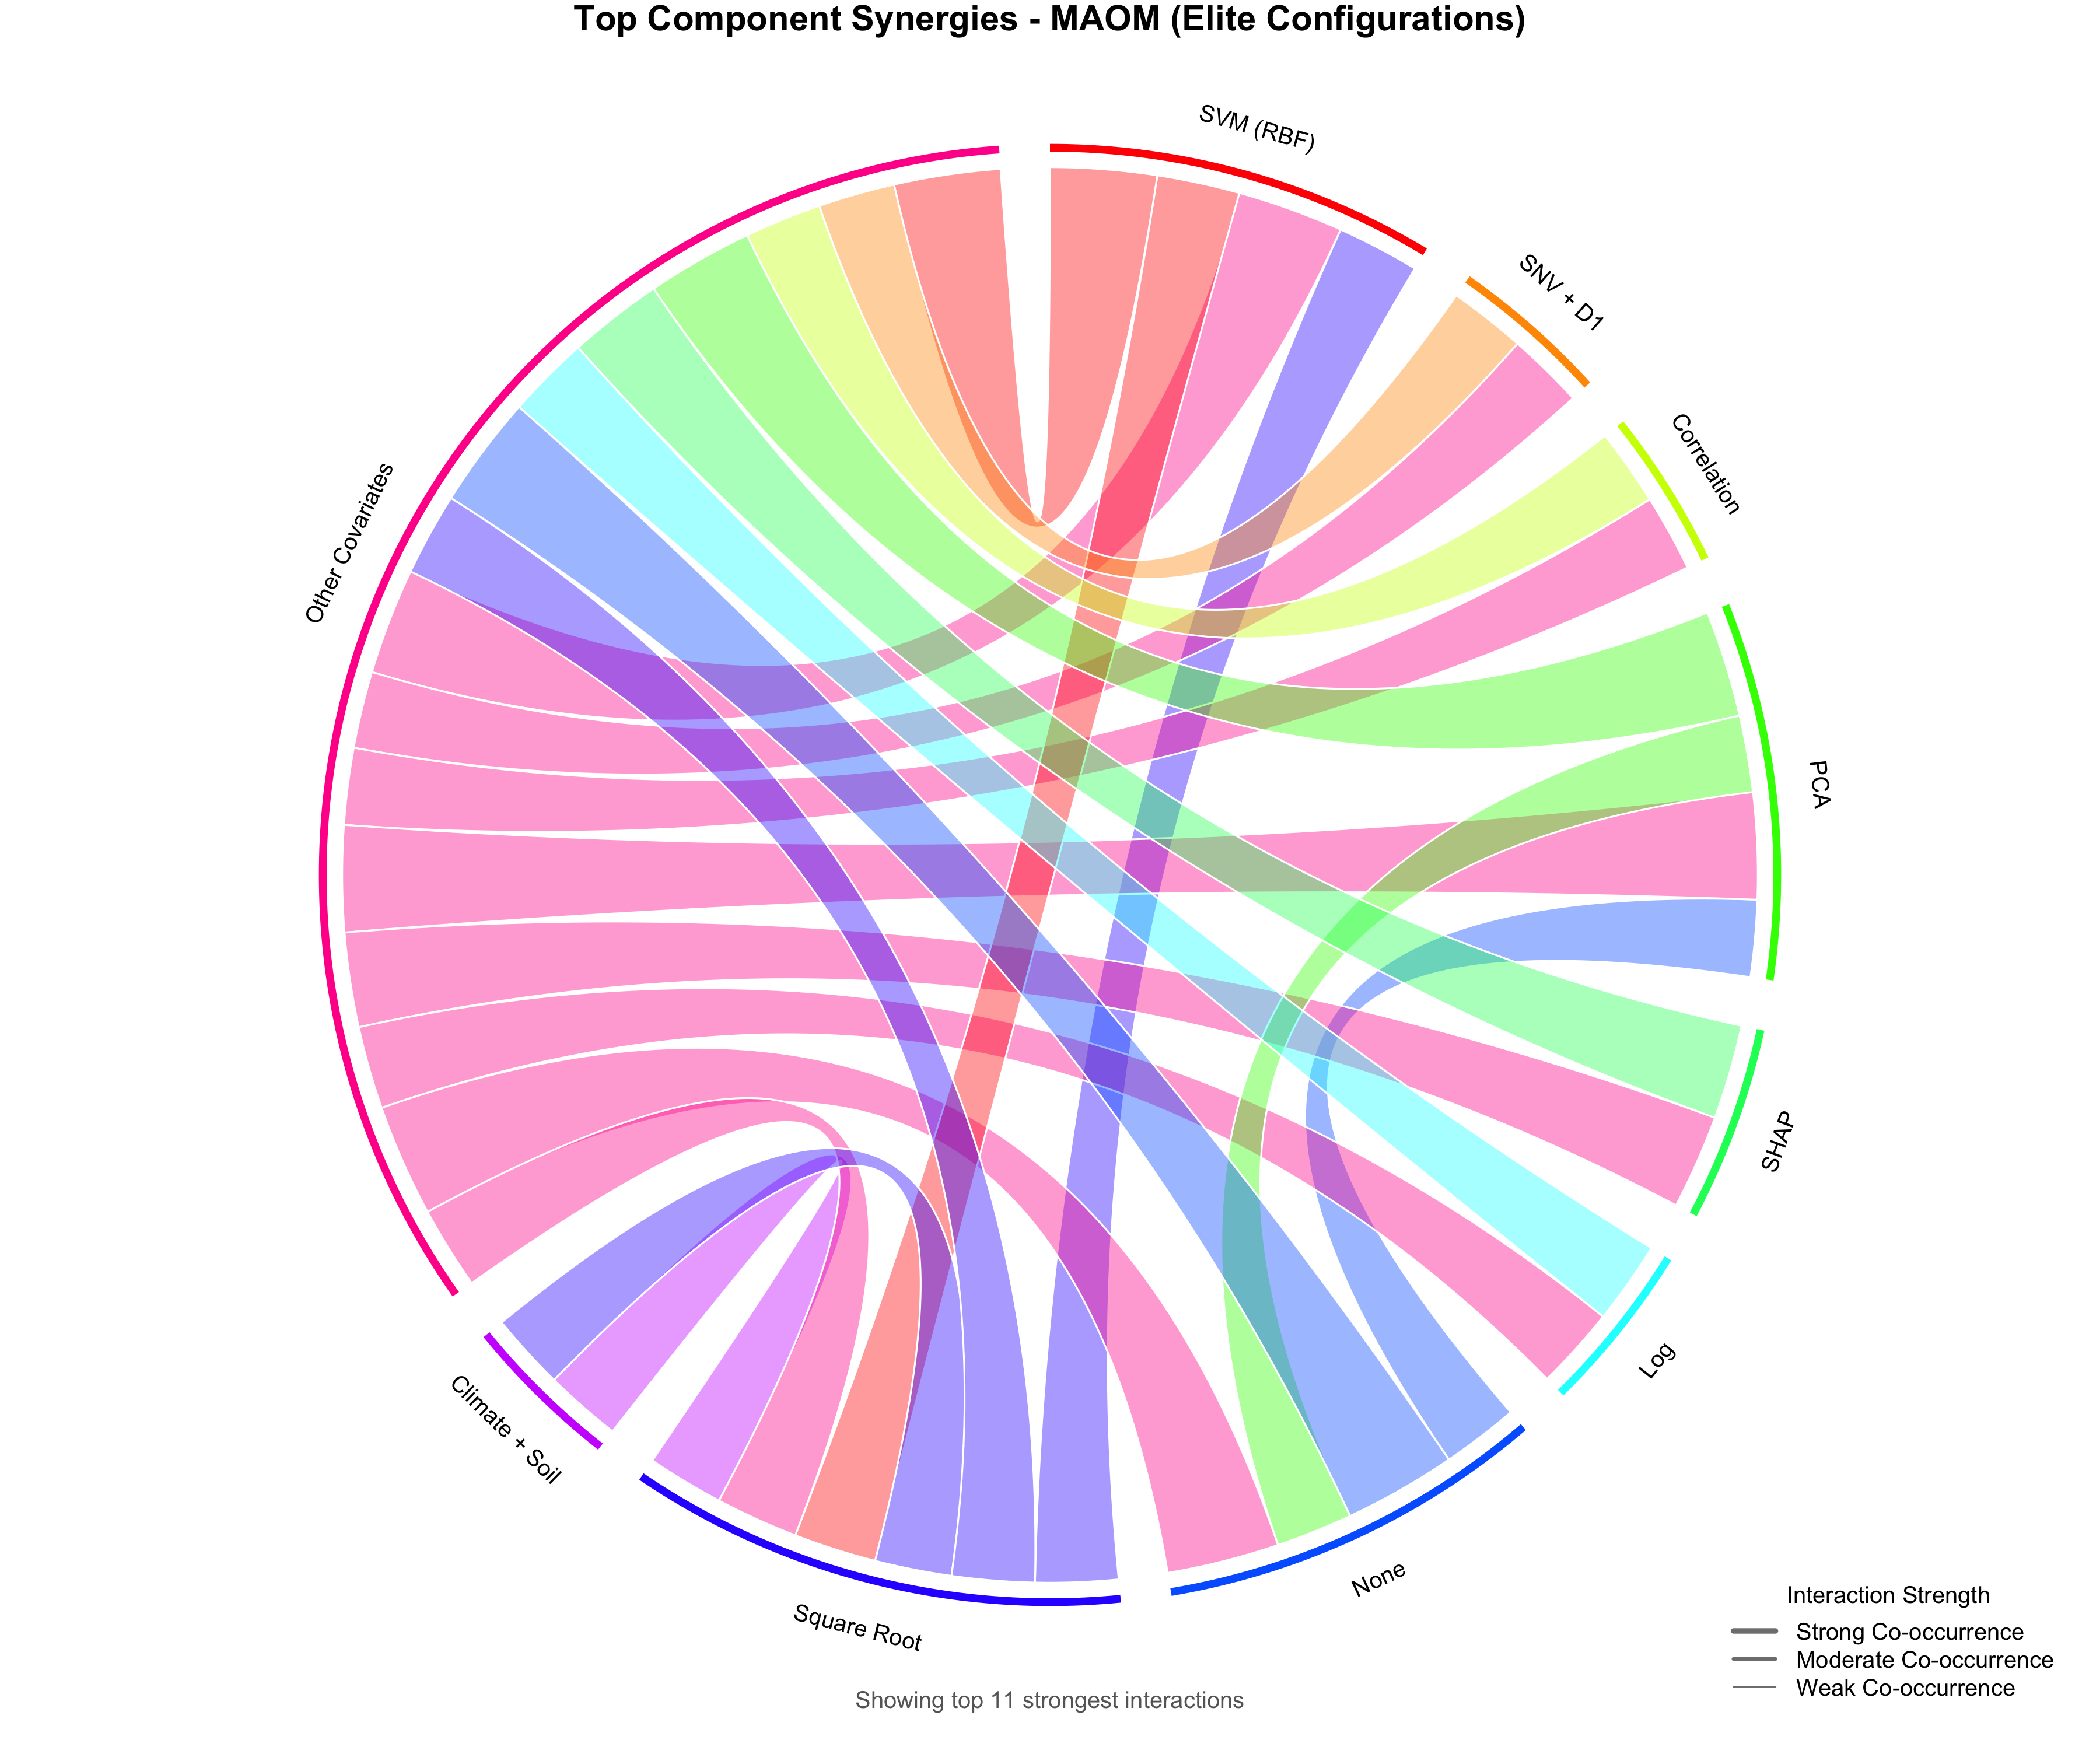 Top Component Synergies - MAOM (Elite Configurations)
SVM (RBF)
SNV + D1
Correlation
PCA
SHAP
Log
None
Square Root
Climate + Soil
Other Covariates
Interaction Strength
Strong Co-occurrence
Moderate Co-occurrence
Weak Co-occurrence
Showing top 11 strongest interactions